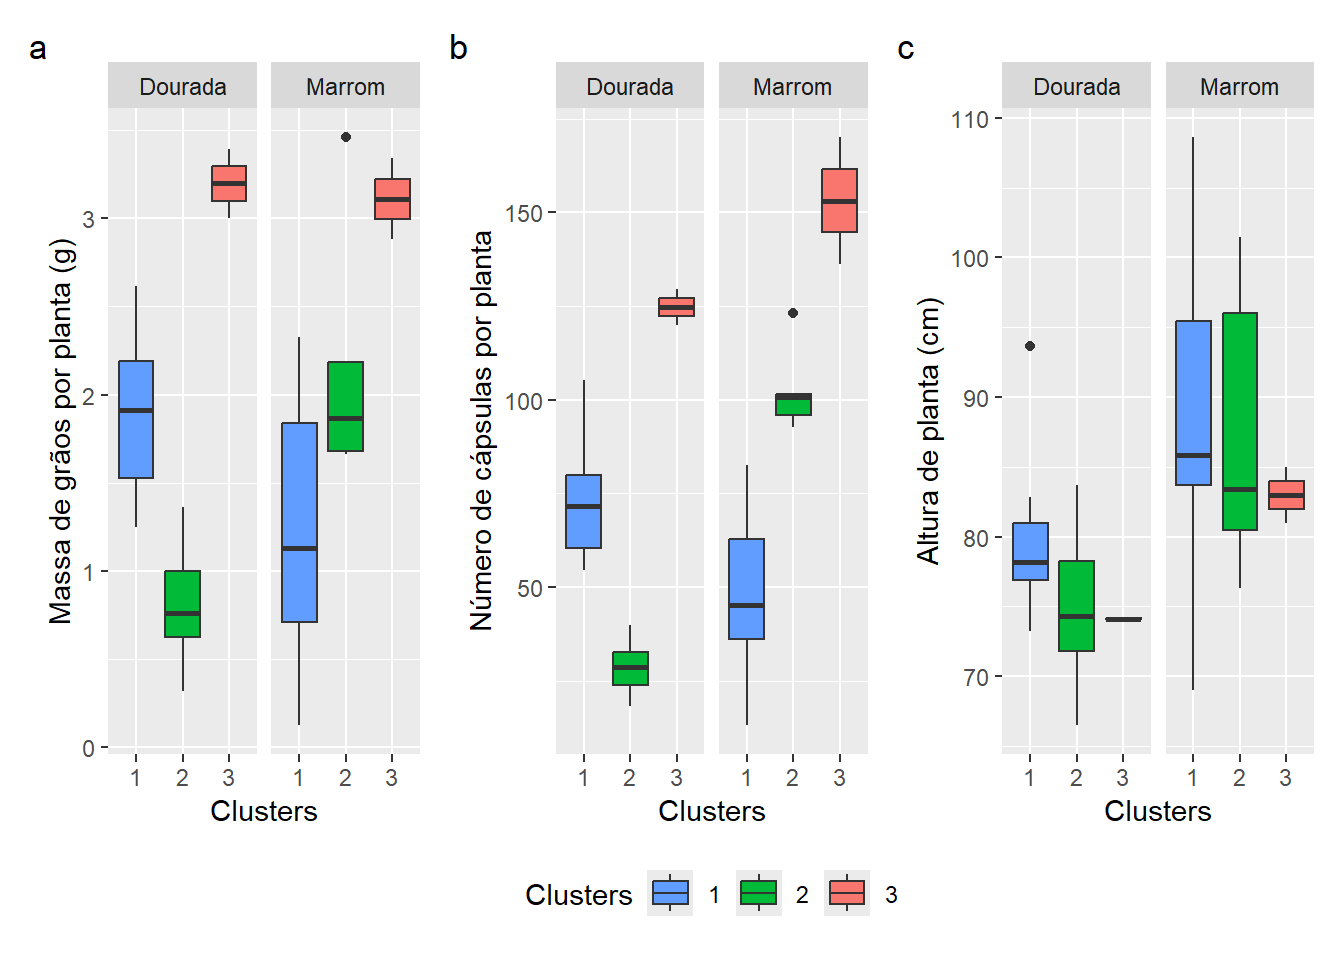 a
Dourada
Marrom
Massa de grãos por planta (g)
3
2
1
0
1 2 3
1 2 3
Clusters
b
Dourada
Marrom
Número de cápsulas por planta
150
100
50
1 2 3
1 2 3
Clusters
c
Dourada
Marrom
Altura de planta (cm)
110
100
90
80
70
1 2 3
1 2 3
Clusters
Clusters 1 2 3